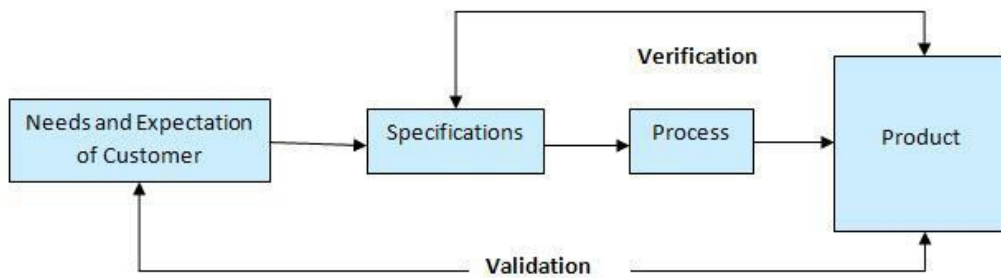 Verification
Needs and Expectation
of Customer
Specifications
Process
Product
Validation